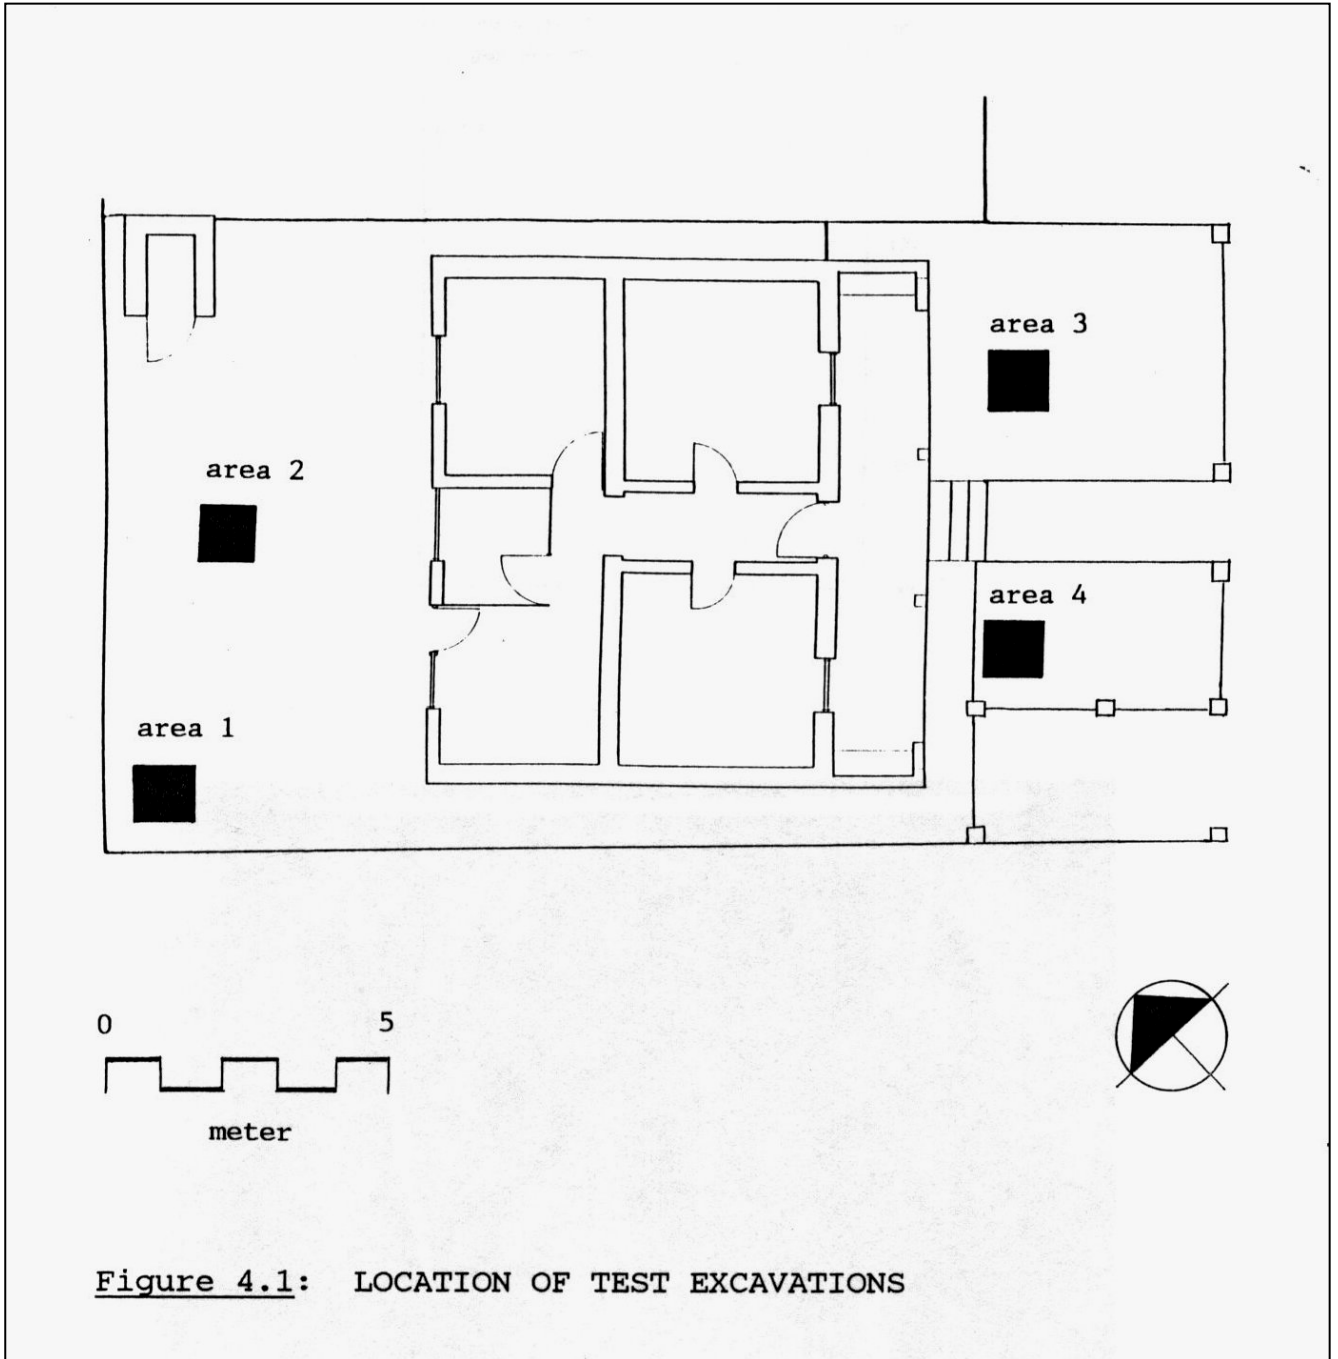 area 3
area 2
area 4
area 1
0 5
meter
Figure 4.1: LOCATION OF TEST EXCAVATIONS